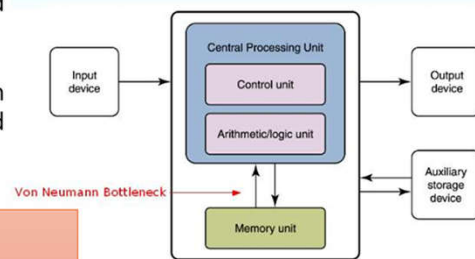 Central Processing Unit
Input
device
Control unit
Output
device
Arithmetic/logic unit
Von Neumann Bottleneck
Auxiliary
storage
device
Memory unit